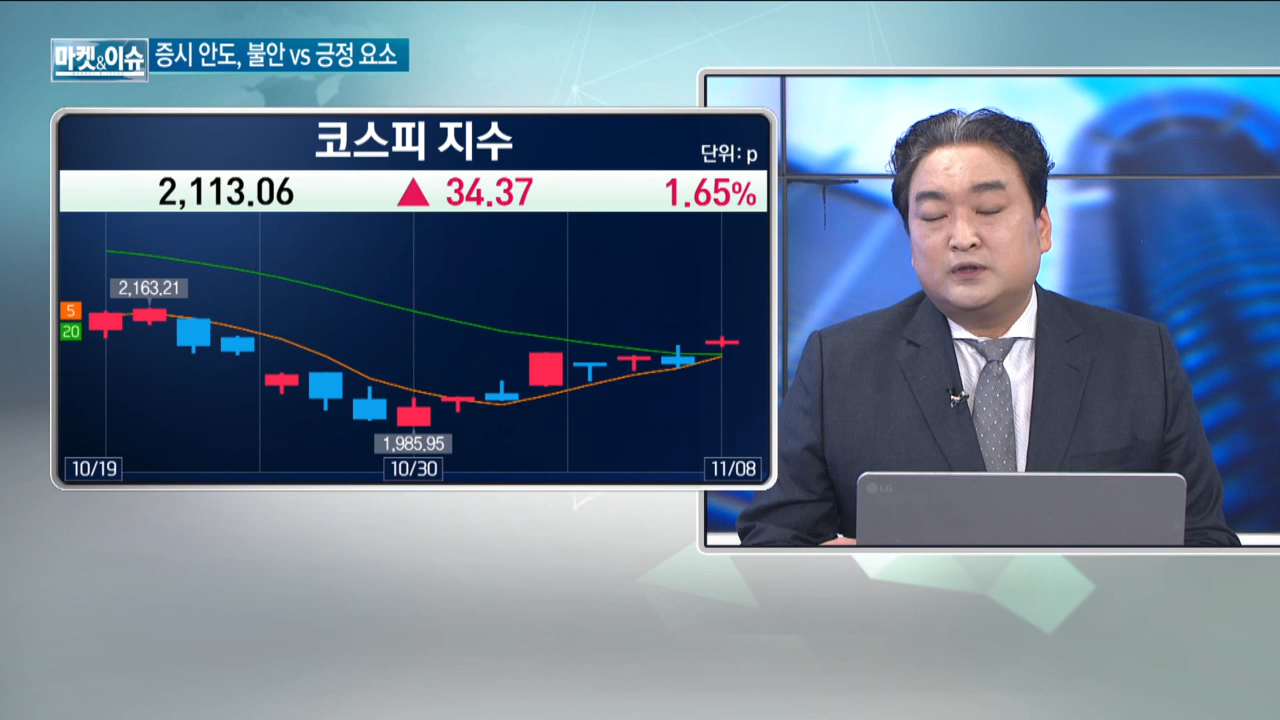 마켓&이슈 증시 안도, 불안 vs 긍정 요소
코스피 지수
단위: p
2,113.06 ▲ 34.37 1.65%
2,163.21
5
20
1,985.95
10/19 10/30 11/08
LG